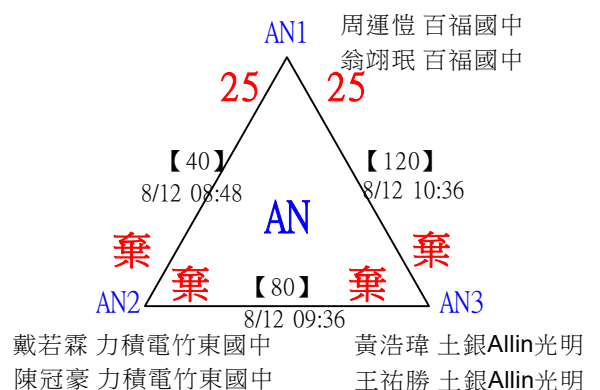 AN1
周運愷 百福國中
翁翊珉 百福國中
25 25
【40】 【120】
8/12 08:48 8/12 10:36
AN
棄 棄
棄 棄
【80】
AN2 AN3
8/12 09:36
戴若霖 力積電竹東國中 黃浩瑋 土銀Allin光明
陳冠豪 力積電竹東國中 王祐勝 土銀Allin光明